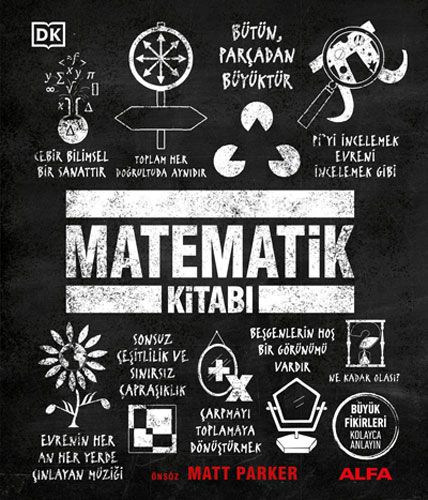 DK
BÜTÜN,
PARÇADAN
BÜYÜKTÜR
CEBİR BİLİMSEL
BİR SANATTIR
TOPLAM HER
DOĞRULTUDA AYNIDIR
Pİ'Yİ İNCELEMEK
EVRENİ
İNCELEMEK GİBİ
MATEMATiK
KiTABI
SONSUZ
ÇEŞİTLİLİK VE
SINIRSIZ
ÇAPRAŞIKLIK
BEŞGENLERİN HOŞ
BİR GÖRÜNÜMÜ
VARDIR
NE KADAR OLASI?
EVRENİN HER
AN HER YERDE
ÇINLAYAN MÜZİĞİ
ÇARPMAYI
TOPLAMAYA
DÖNÜŞTÜRMEK
BÜYÜK
FİKİRLERİ
KOLAYCA
ANLAYIN
ÖNSÖZ MATT PARKER
ALFA